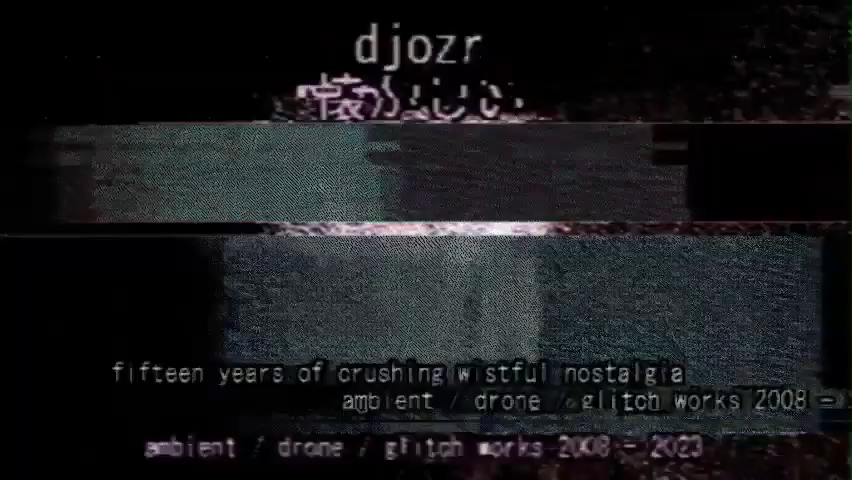 djozr
fifteen years of crushing wistful nostalgia
ambient / drone / glitch works 2008 -
ambient / drone / glitch works 2008 - 2023